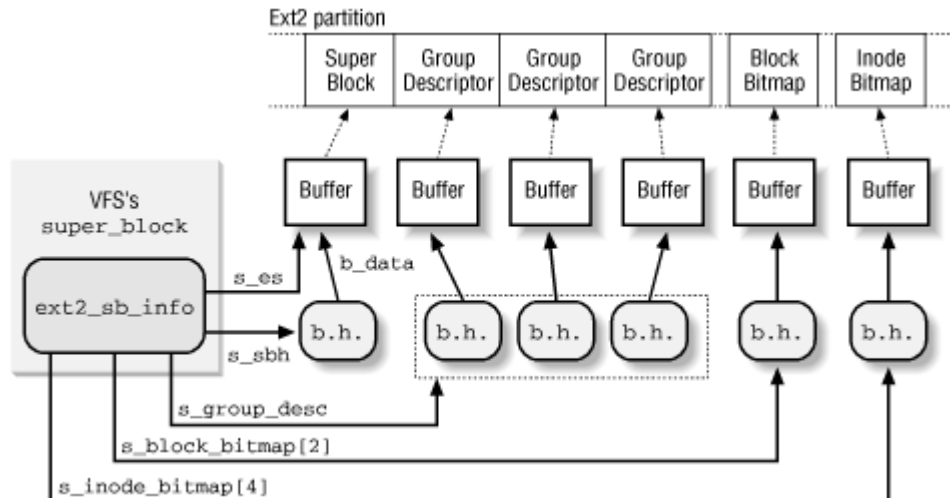 Ext2 partition
Super Block
Group Descriptor
Group Descriptor
Group Descriptor
Block Bitmap
Inode Bitmap
Buffer
Buffer
Buffer
Buffer
Buffer
Buffer
VFS's
super_block
b_data
s_es
ext2_sb_info
b.h.
b.h.
b.h.
b.h.
b.h.
b.h.
s_sbh
s_group_desc
s_block_bitmap[2]
s_inode_bitmap[4]